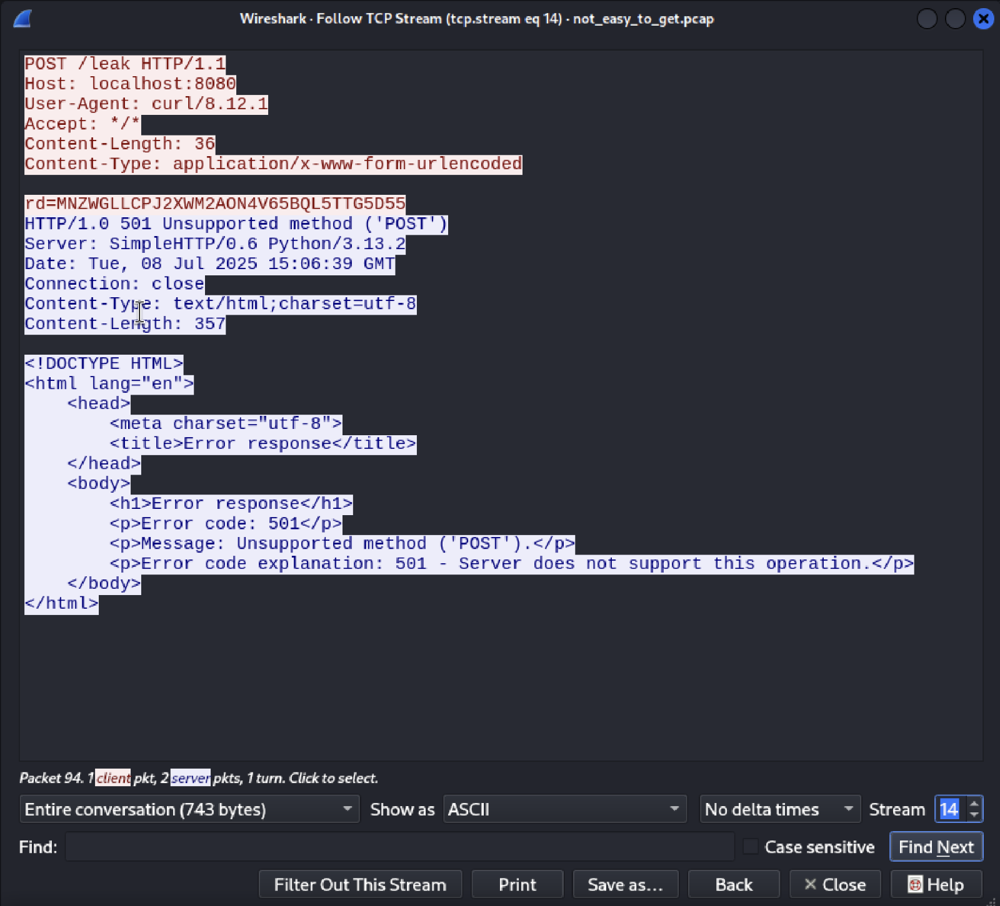 Wireshark · Follow TCP Stream (tcp.stream eq 14) · not_easy_to_get.pcap
POST /leak HTTP/1.1
Host: localhost:8080
User-Agent: curl/8.12.1
Accept: */*
Content-Length: 36
Content-Type: application/x-www-form-urlencoded
rd=MNZWGLLCPJ2XWM2AON4V65BQL5TTG5D55
HTTP/1.0 501 Unsupported method ('POST')
Server: SimpleHTTP/0.6 Python/3.13.2
Date: Tue, 08 Jul 2025 15:06:39 GMT
Connection: close
Content-Type: text/html;charset=utf-8
Content-Length: 357
<!DOCTYPE HTML>
<html lang="en">
    <head>
        <meta charset="utf-8">
        <title>Error response</title>
    </head>
    <body>
        <h1>Error response</h1>
        <p>Error code: 501</p>
        <p>Message: Unsupported method ('POST').</p>
        <p>Error code explanation: 501 - Server does not support this operation.</p>
    </body>
</html>
Packet 94. 1 client pkt, 2 server pkts, 1 turn. Click to select.
Entire conversation (743 bytes) Show as ASCII No delta times Stream 14
Find: Case sensitive Find Next
Filter Out This Stream Print Save as... Back Close Help